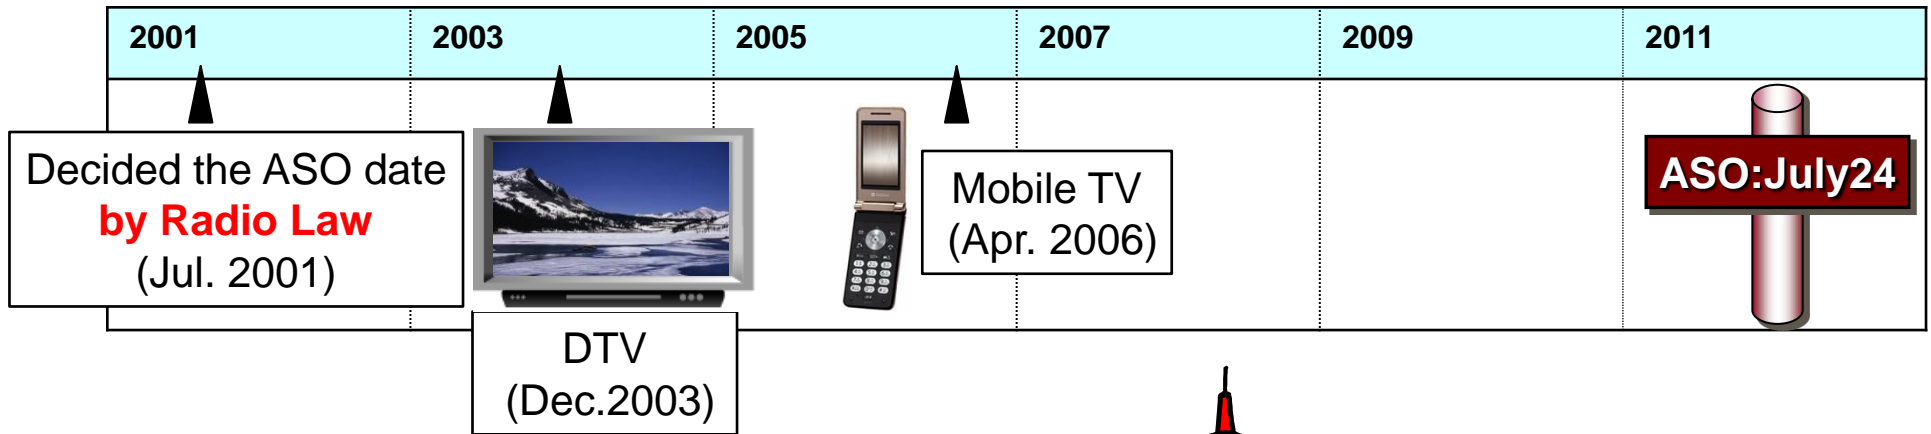 2001
2003
2005
2007
2009
2011
Decided the ASO date
by Radio Law
(Jul. 2001)
DTV
(Dec.2003)
Mobile TV
(Apr. 2006)
ASO:July24